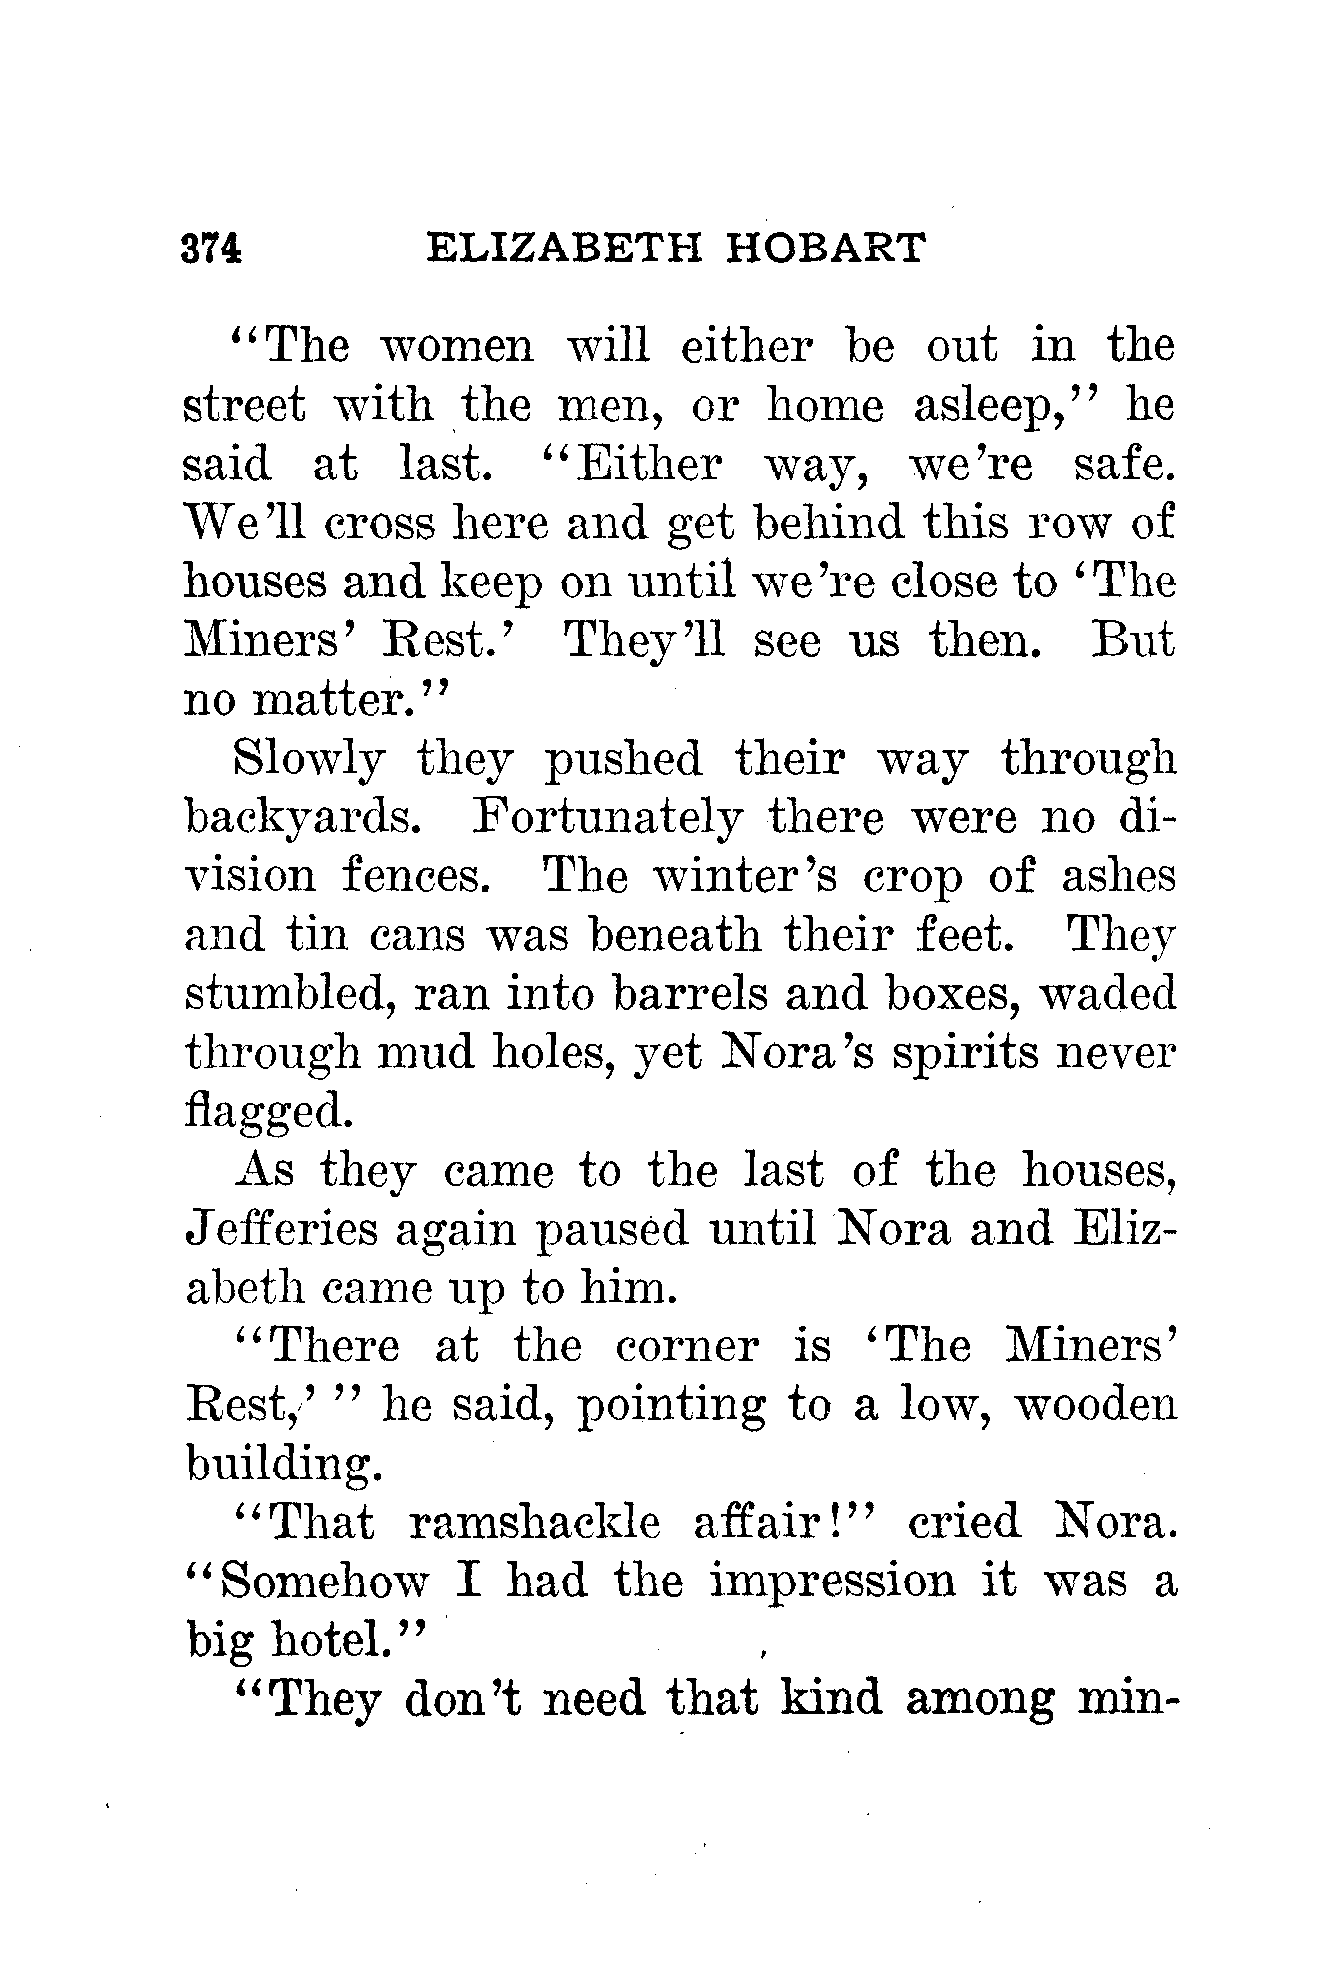 374 ELIZABETH HOBART
"The women will either be out in the
street with the men, or home asleep," he
said at last. "Either way, we're safe.
We'll cross here and get behind this row of
houses and keep on until we're close to 'The
Miners' Rest.' They'll see us then. But
no matter."
Slowly they pushed their way through
backyards. Fortunately there were no di-
vision fences. The winter's crop of ashes
and tin cans was beneath their feet. They
stumbled, ran into barrels and boxes, waded
through mud holes, yet Nora's spirits never
flagged.
As they came to the last of the houses,
Jefferies again paused until Nora and Eliz-
abeth came up to him.
"There at the corner is 'The Miners'
Rest,' " he said, pointing to a low, wooden
building.
"That ramshackle affair!" cried Nora.
"Somehow I had the impression it was a
big hotel."
"They don't need that kind among min-